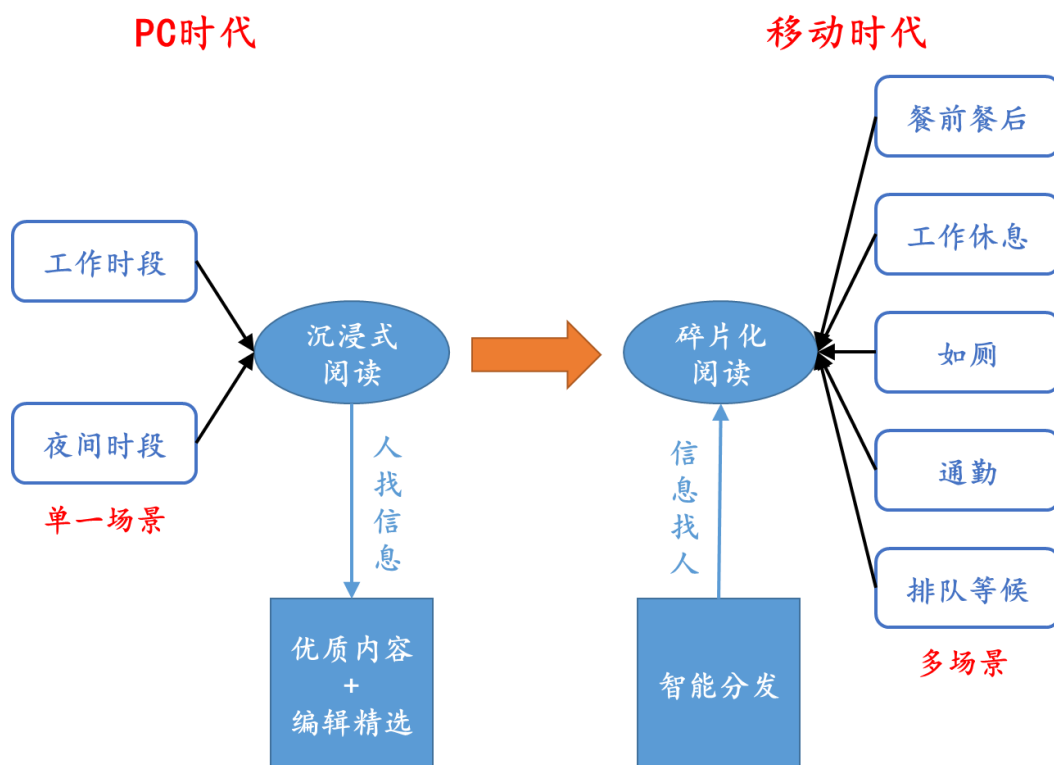 PC时代
工作时段
夜间时段
单一场景
沉浸式
阅读
人找信息
优质内容
+
编辑精选
移动时代
碎片化
阅读
信息找人
智能分发
餐前餐后
工作休息
如厕
通勤
排队等候
多场景